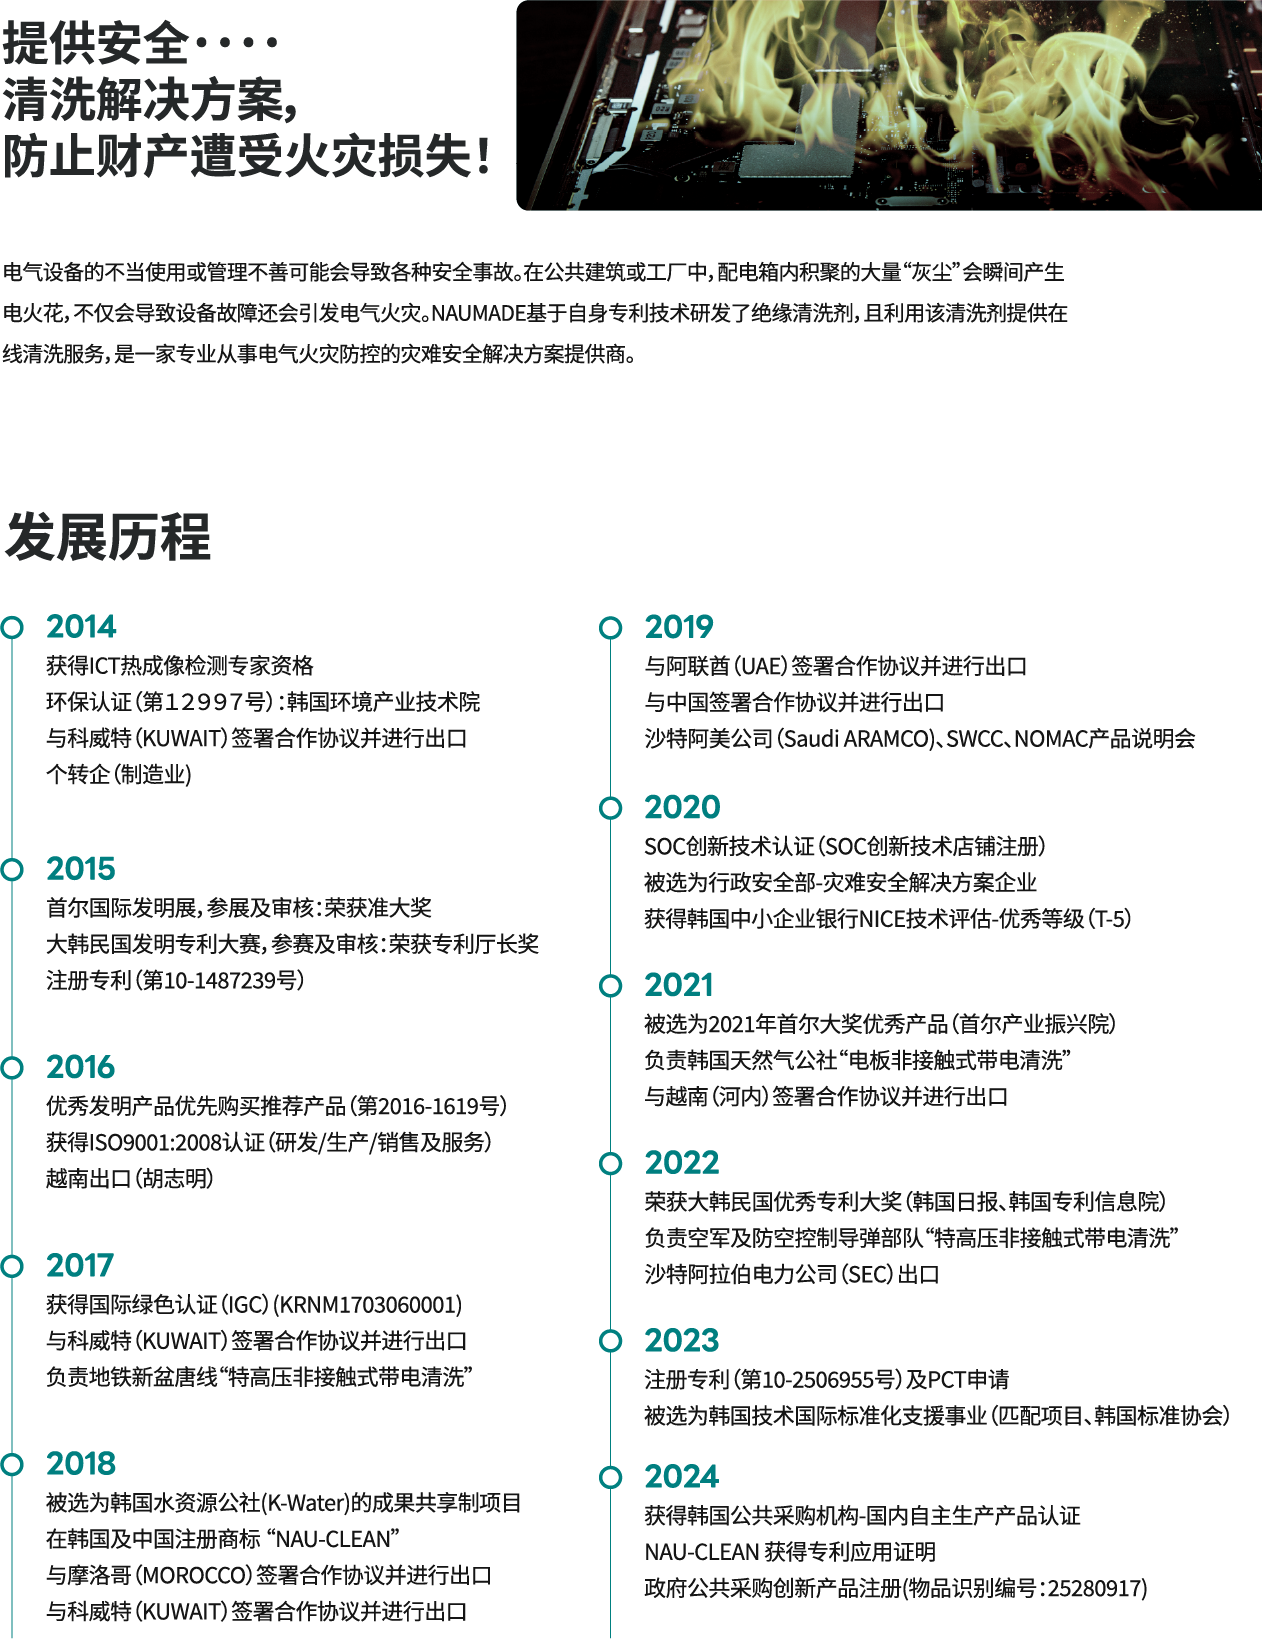 提供安全····
清洗解决方案,
防止财产遭受火灾损失!
电气设备的不当使用或管理不善可能会导致各种安全事故。在公共建筑或工厂中，配电箱内积聚的大量“灰尘”会瞬间产生
电火花，不仅会导致设备故障还会引发电气火灾。NAUMADE基于自身专利技术研发了绝缘清洗剂，且利用该清洗剂提供在
线清洗服务，是一家专业从事电气火灾防控的灾难安全解决方案提供商。
发展历程
2014
获得ICT热成像检测专家资格
环保认证（第１２９９７号）：韩国环境产业技术院
与科威特（KUWAIT）签署合作协议并进行出口
个转企（制造业)
2015
首尔国际发明展，参展及审核：荣获准大奖
大韩民国发明专利大赛，参赛及审核：荣获专利厅长奖
注册专利（第10-1487239号）
2016
优秀发明产品优先购买推荐产品（第2016-1619号）
获得ISO9001:2008认证（研发/生产/销售及服务）
越南出口（胡志明）
2017
获得国际绿色认证（IGC）(KRNM1703060001)
与科威特（KUWAIT）签署合作协议并进行出口
负责地铁新盆唐线“特高压非接触式带电清洗”
2018
被选为韩国水资源公社(K-Water)的成果共享制项目
在韩国及中国注册商标 “NAU-CLEAN”
与摩洛哥（MOROCCO）签署合作协议并进行出口
与科威特（KUWAIT）签署合作协议并进行出口
2019
与阿联酋（UAE）签署合作协议并进行出口
与中国签署合作协议并进行出口
沙特阿美公司（Saudi ARAMCO)、SWCC、NOMAC产品说明会
2020
SOC创新技术认证（SOC创新技术店铺注册）
被选为行政安全部-灾难安全解决方案企业
获得韩国中小企业银行NICE技术评估-优秀等级（T-5）
2021
被选为2021年首尔大奖优秀产品（首尔产业振兴院）
负责韩国天然气公社“电板非接触式带电清洗”
与越南（河内）签署合作协议并进行出口
2022
荣获大韩民国优秀专利大奖（韩国日报、韩国专利信息院）
负责空军及防空控制导弹部队“特高压非接触式带电清洗”
沙特阿拉伯电力公司（SEC）出口
2023
注册专利（第10-2506955号）及PCT申请
被选为韩国技术国际标准化支援事业（匹配项目、韩国标准协会）
2024
获得韩国公共采购机构-国内自主生产产品认证
NAU-CLEAN 获得专利应用证明
政府公共采购创新产品注册(物品识别编号：25280917)